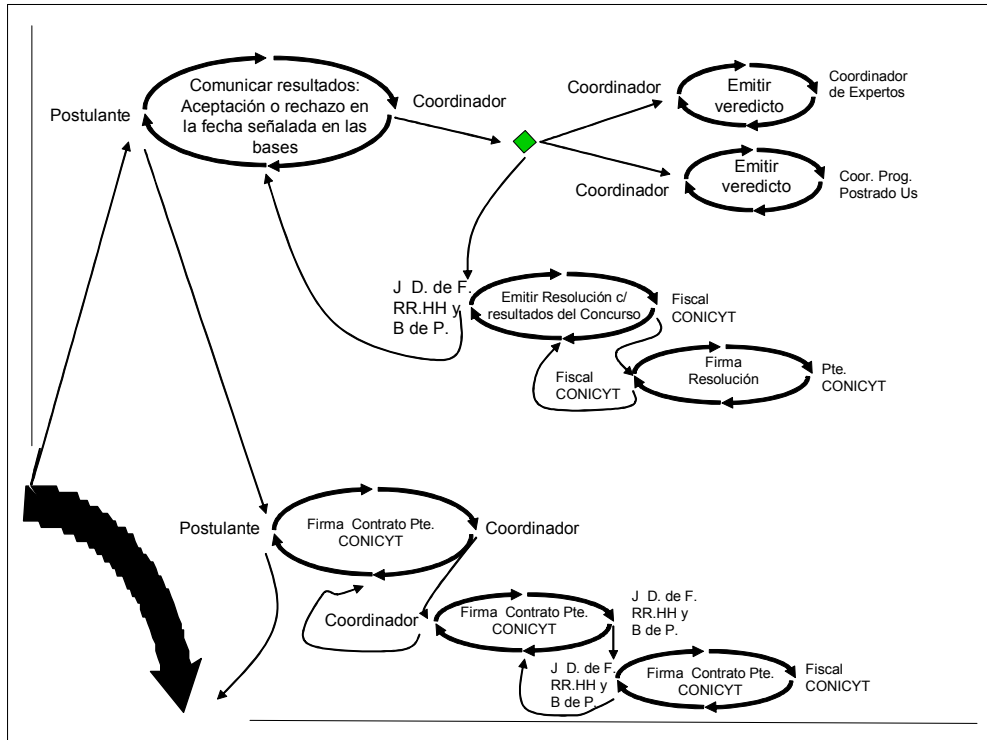 Postulante
Comunicar resultados:
Aceptación o rechazo en
la fecha señalada en las
bases
Coordinador
Coordinador
Emitir
veredicto
Coordinador
de Expertos
Coordinador
Emitir
veredicto
Coor. Prog.
Postrado Us
J D. de F.
RR.HH y
B de P.
Emitir Resolución c/
resultados del Concurso
Fiscal
CONICYT
Fiscal
CONICYT
Firma
Resolución
Pte.
CONICYT
Postulante
Firma Contrato Pte.
CONICYT
Coordinador
Coordinador
Firma Contrato Pte.
CONICYT
J D. de F.
RR.HH y
B de P.
J D. de F.
RR.HH y
B de P.
Firma Contrato Pte.
CONICYT
Fiscal
CONICYT